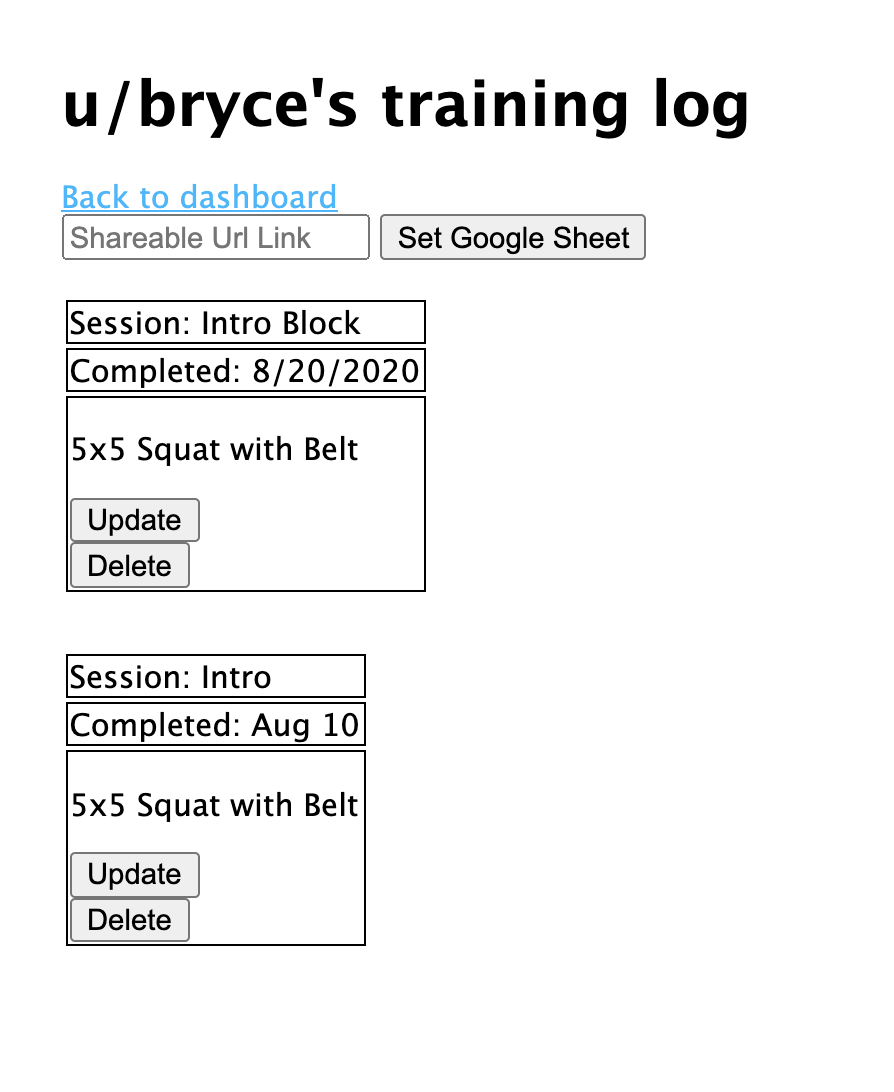 u/bryce's training log
Back to dashboard
Shareable Url Link Set Google Sheet
Session: Intro Block
Completed: 8/20/2020
5x5 Squat with Belt
Update
Delete
Session: Intro
Completed: Aug 10
5x5 Squat with Belt
Update
Delete